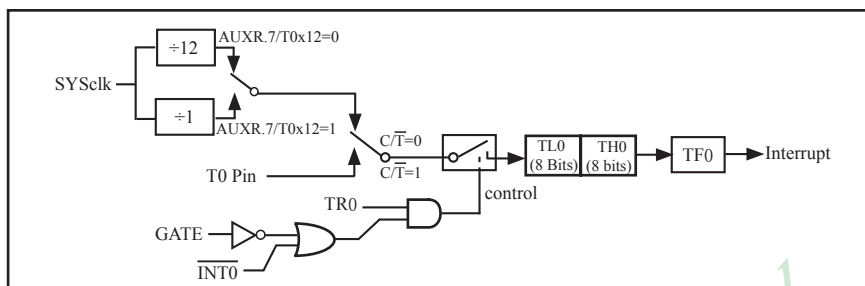 ÷12
AUXR.7/T0x12=0
SYSclk
÷1
AUXR.7/T0x12=1
C/T̅=0
C/T̅=1
T0 Pin
TL0
(8 Bits)
TH0
(8 bits)
TF0
Interrupt
control
TR0
GATE
I̅N̅T̅0̅